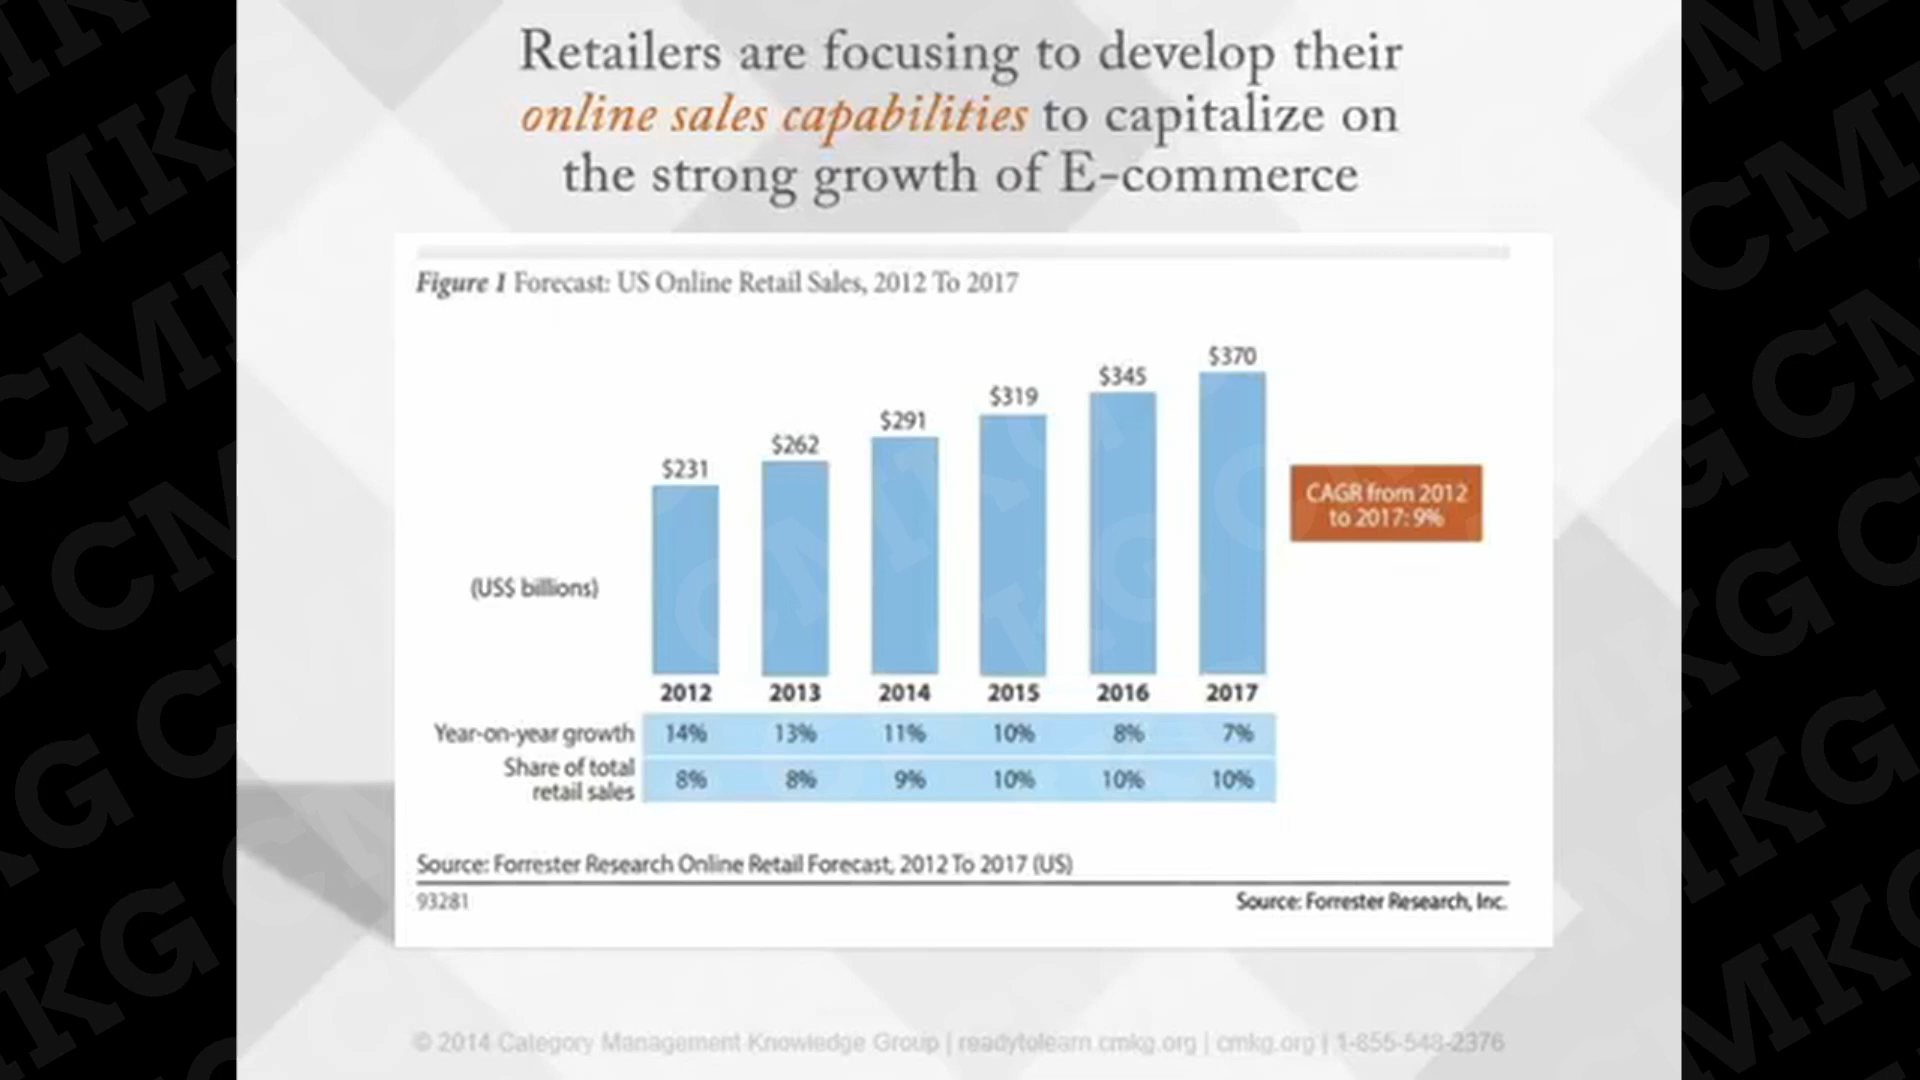 Retailers are focusing to develop their
online sales capabilities to capitalize on
the strong growth of E-commerce
Figure 1 Forecast: US Online Retail Sales, 2012 To 2017
$231 $262 $291 $319 $345 $370
CAGR from 2012
to 2017: 9%
(US$ billions)
2012 2013 2014 2015 2016 2017
Year-on-year growth 14% 13% 11% 10% 8% 7%
Share of total
retail sales 8% 8% 9% 10% 10% 10%
Source: Forrester Research Online Retail Forecast, 2012 To 2017 (US)
93281 Source: Forrester Research, Inc.
© 2014 Category Management Knowledge Group | readytolearn.cmkg.org | cmkg.org | 1-855-548-2376